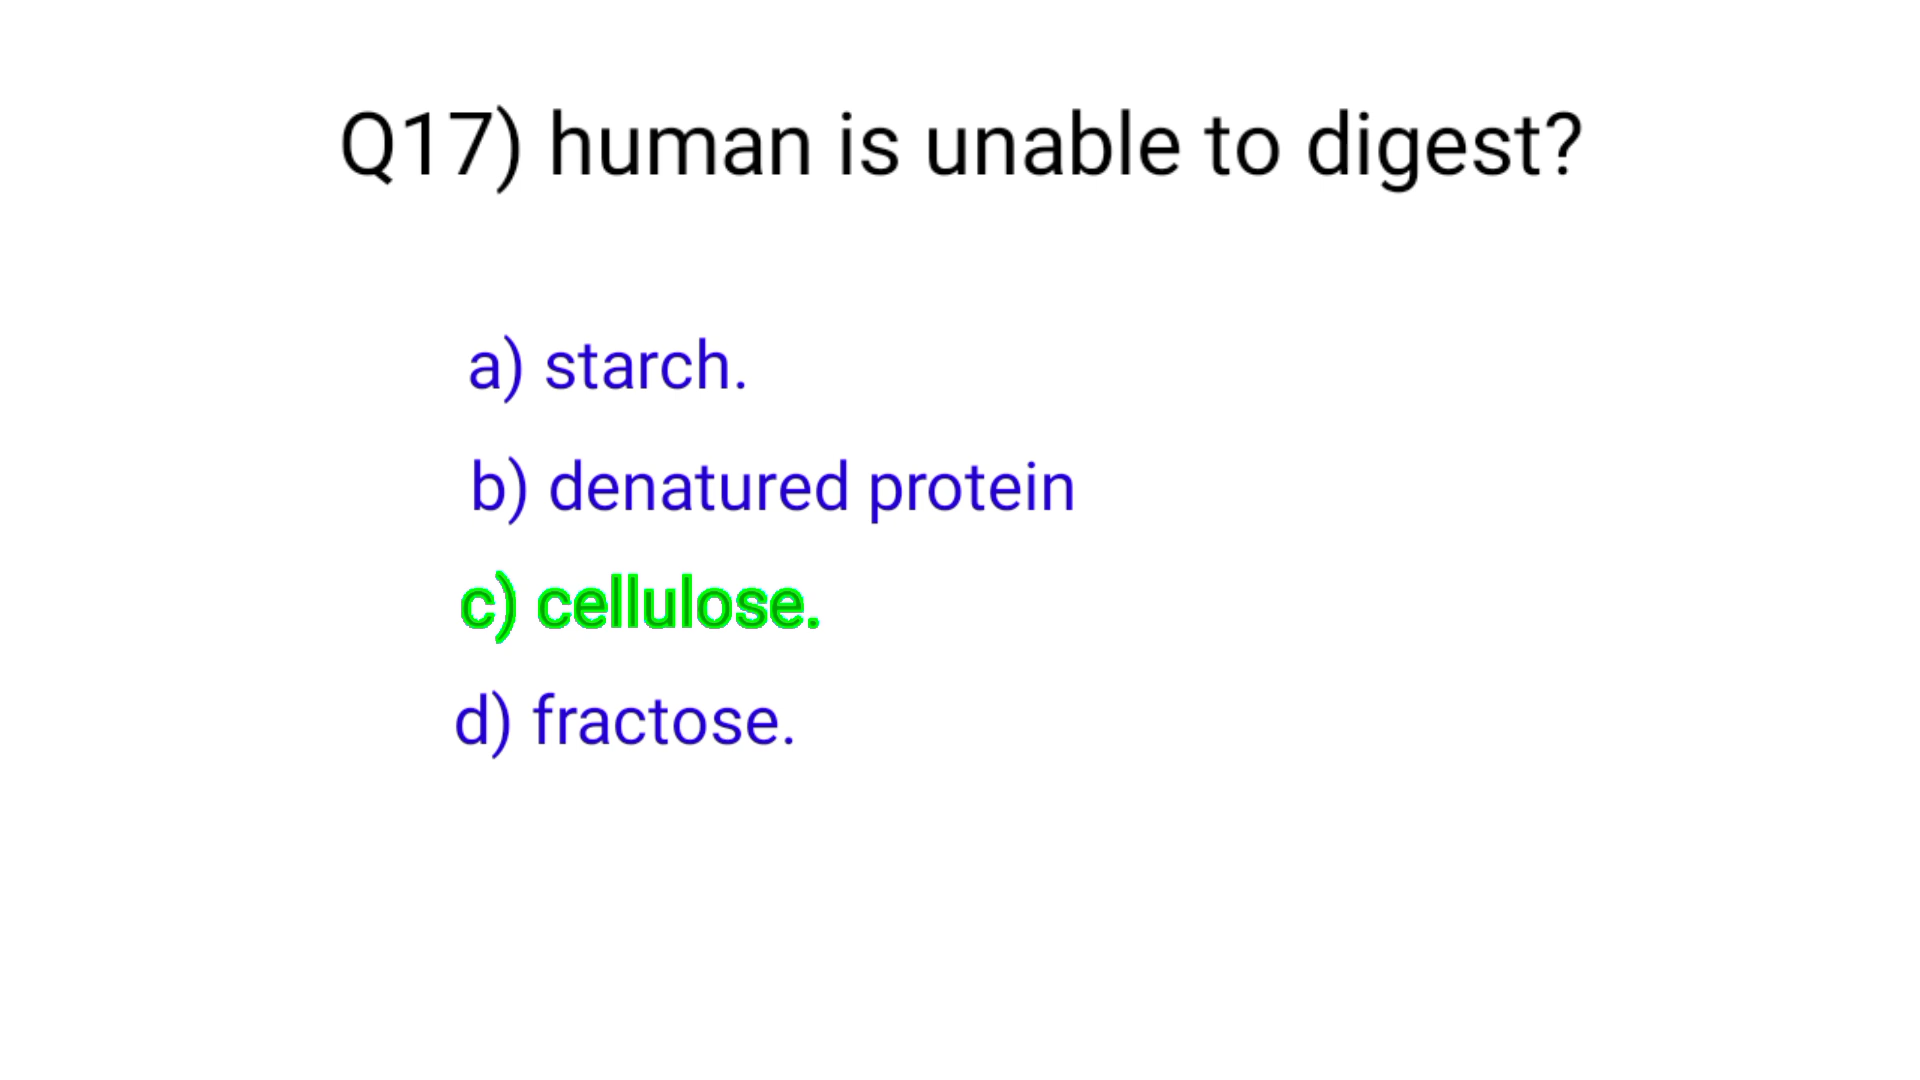 Q17) human is unable to digest?
a) starch.
b) denatured protein
c) cellulose.
d) fractose.